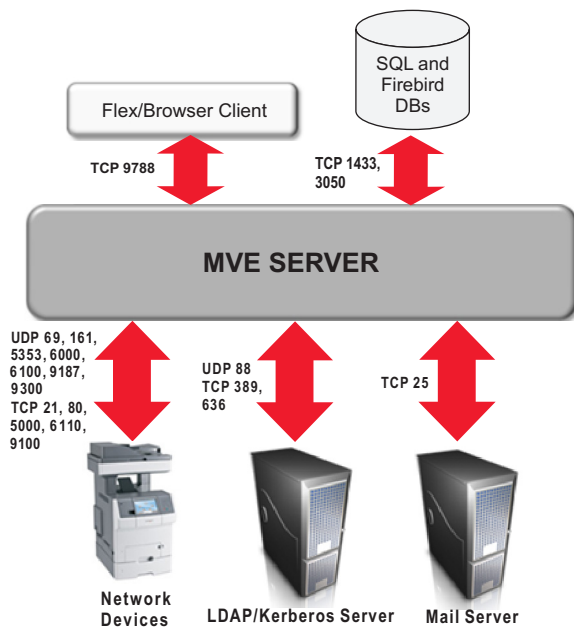 SQL and
Firebird
DBs
Flex/Browser Client
TCP 9788
TCP 1433,
3050
MVE SERVER
UDP 69, 161,
5353, 6000,
6100, 9187,
9300
TCP 21, 80,
5000, 6110,
9100
UDP 88
TCP 389,
636
TCP 25
Network
Devices
LDAP/Kerberos Server
Mail Server